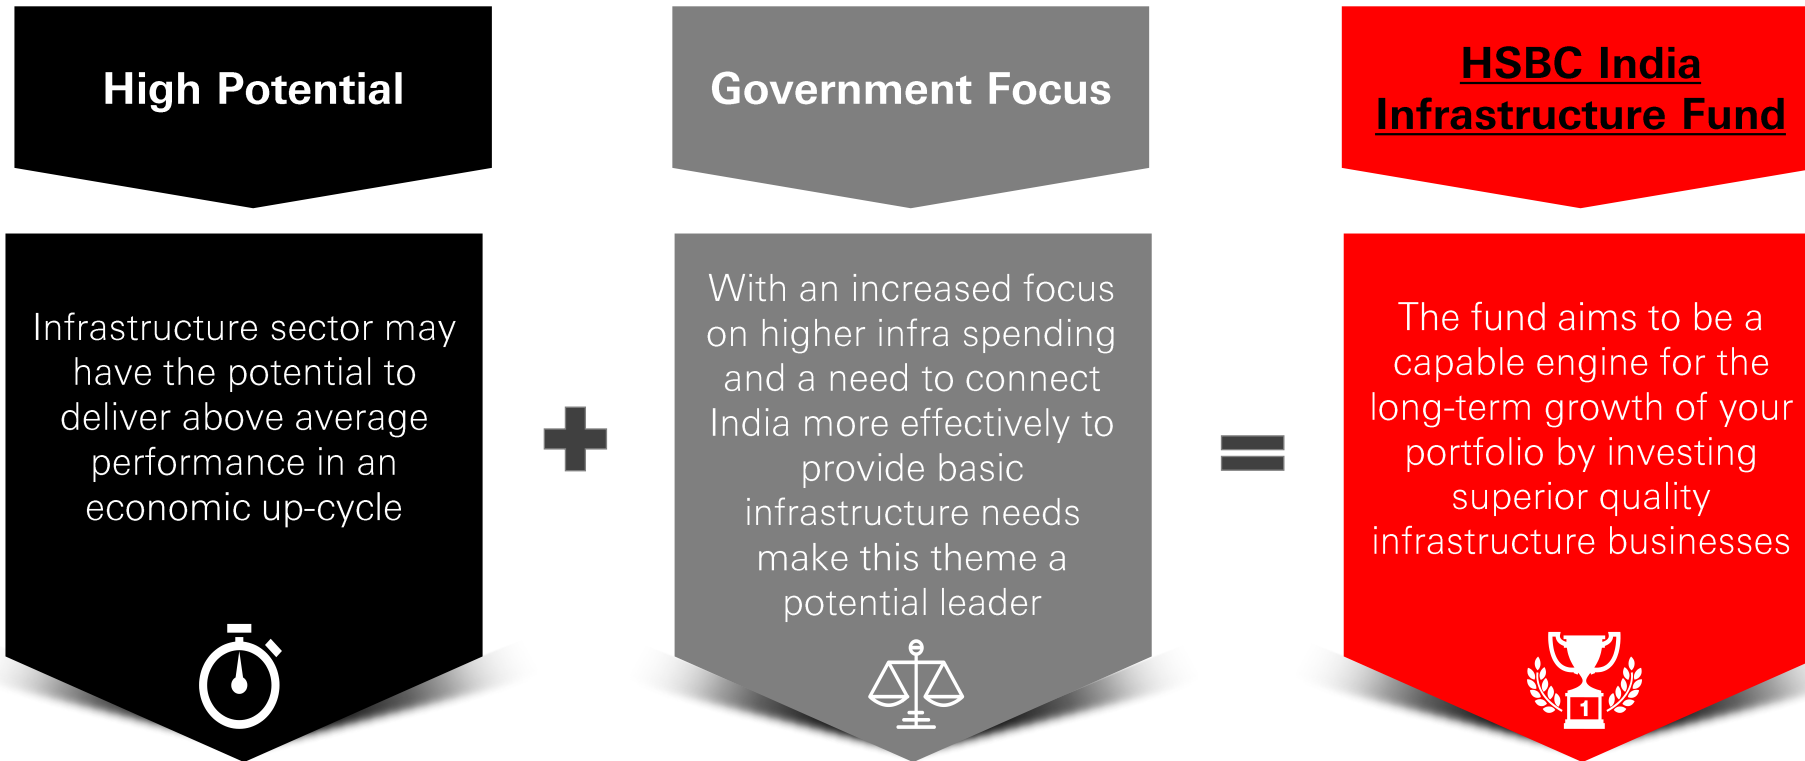 High Potential
Infrastructure sector may
have the potential to
deliver above average
performance in an
economic up-cycle
Government Focus
With an increased focus
on higher infra spending
and a need to connect
India more effectively to
provide basic
infrastructure needs
make this theme a
potential leader
HSBC India
Infrastructure Fund
The fund aims to be a
capable engine for the
long-term growth of your
portfolio by investing
superior quality
infrastructure businesses
1